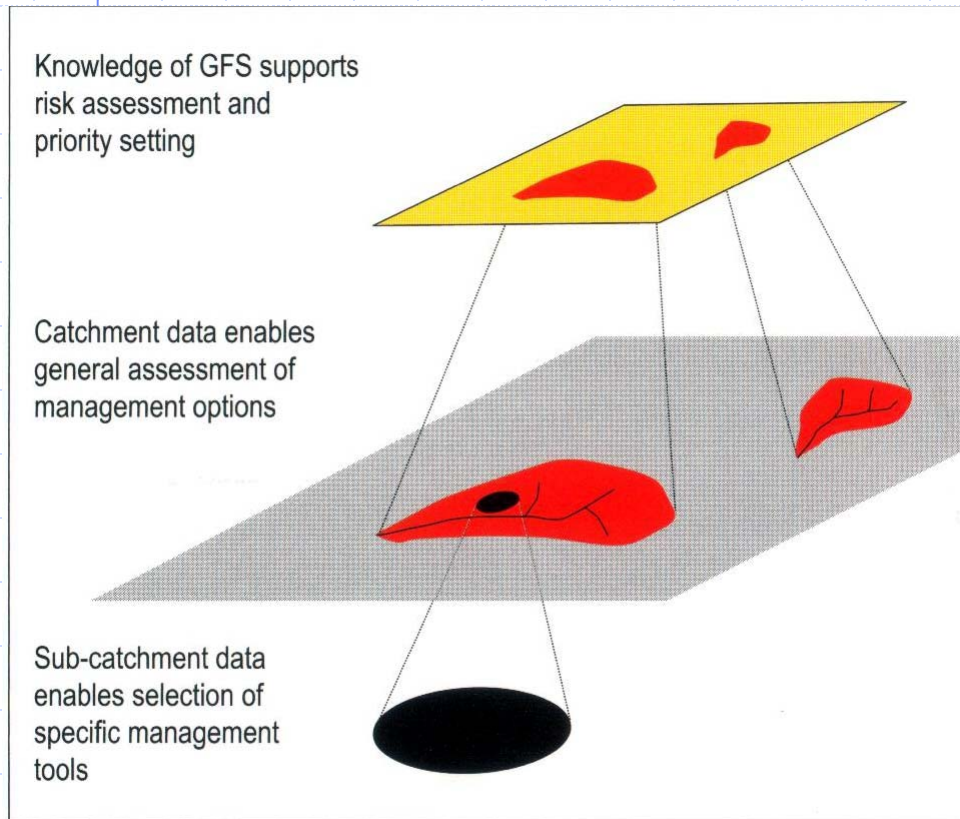 Knowledge of GFS supports
risk assessment and
priority setting
Catchment data enables
general assessment of
management options
Sub-catchment data
enables selection of
specific management
tools